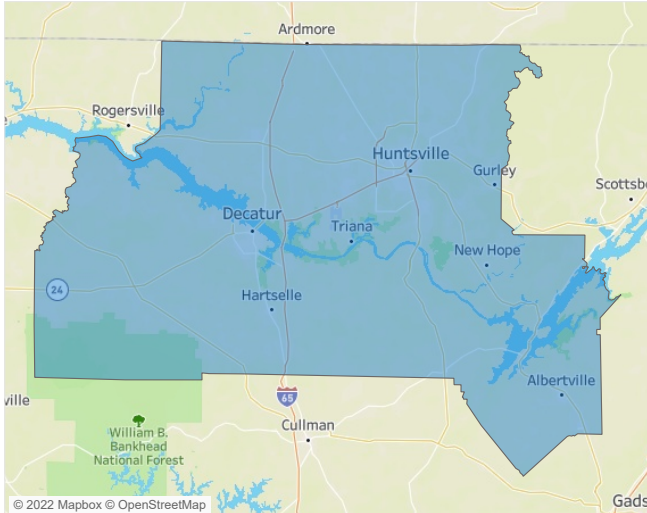 Ardmore
Rogersville
Huntsville
Gurley
Scottsb
Decatur
Triana
New Hope
24
Hartselle
Albertville
65
ville
William B.
Bankhead
National Forest
Cullman
Gads
© 2022 Mapbox © OpenStreetMap